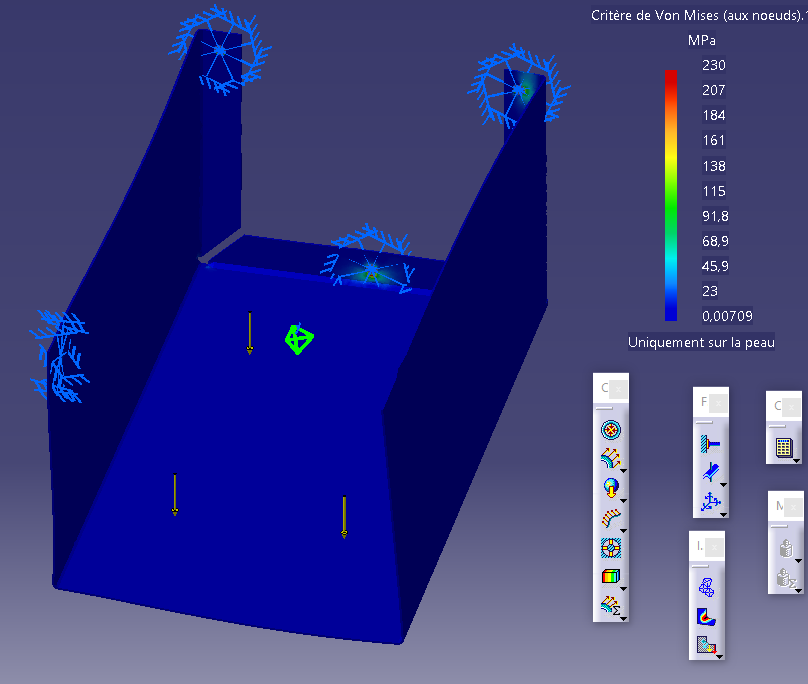 Critère de Von Mises (aux noeuds).
MPa
230
207
184
161
138
115
91,8
68,9
45,9
23
0,00709
Uniquement sur la peau
C
F
C
I.
M